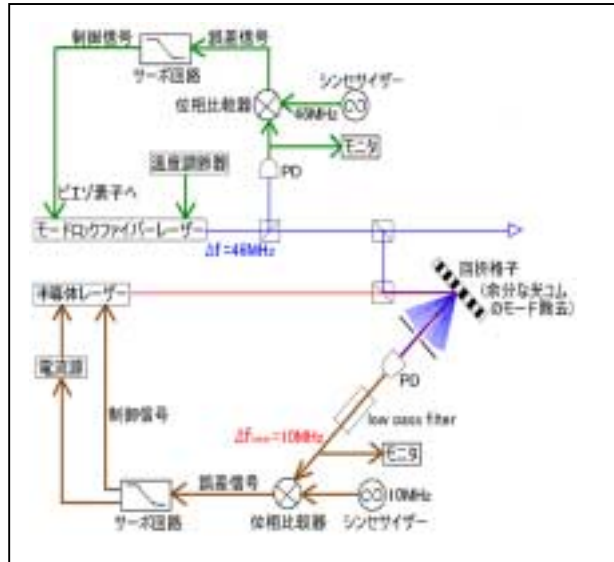 制御信号
誤差信号
サーボ回路
シンセサイザー
位相比較器
46MHz
モニタ
温度調節器
PD
ピエゾ素子へ
モードロックファイバーレーザー
Δf=46MHz
回折格子
(余分な光コム
のモード除去)
半導体レーザー
電流源
PD
制御信号
low pass filter
=10MHz
モニタ
誤差信号
10MHz
サーボ回路
位相比較器
シンセサイザー